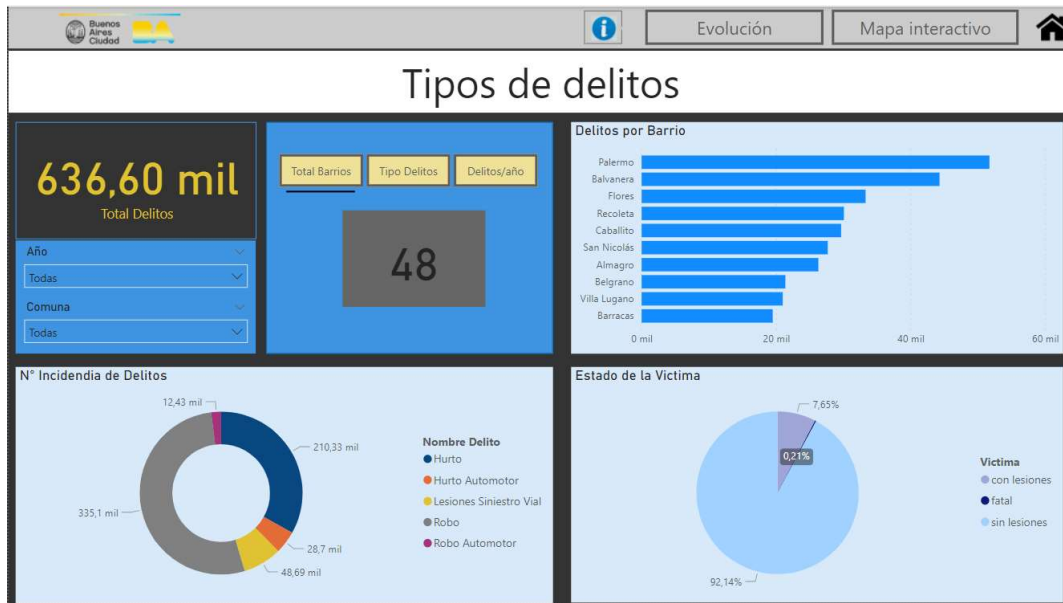 Buenos
Aires
Ciudad
BA
Evolución
Mapa interactivo
Tipos de delitos
636,60 mil
Total Delitos
Año
Todas
Comuna
Todas
Total Barrios
Tipo Delitos
Delitos/año
48
Delitos por Barrio
Palermo
Balvanera
Flores
Recoleta
Caballito
San Nicolás
Almagro
Belgrano
Villa Lugano
Barracas
0 mil
20 mil
40 mil
60 mil
N° Incidendia de Delitos
12,43 mil
210,33 mil
335,1 mil
28,7 mil
48,69 mil
Nombre Delito
Hurto
Hurto Automotor
Lesiones Siniestro Vial
Robo
Robo Automotor
Estado de la Victima
7,65%
0,21%
92,14%
Victima
con lesiones
fatal
sin lesiones